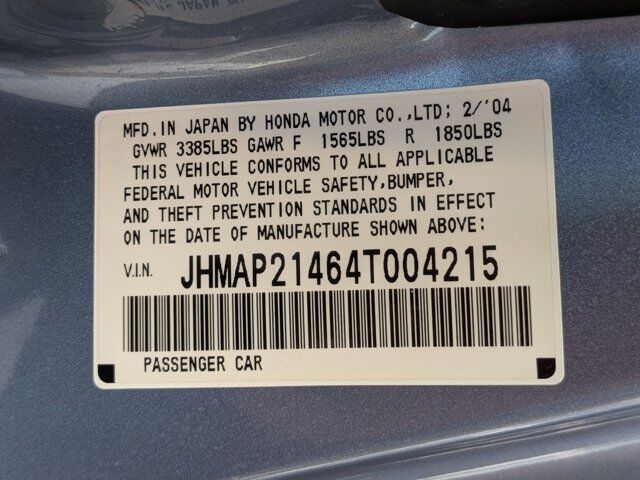 MFD.IN JAPAN BY HONDA MOTOR CO.,LTD; 2/'04
GVWR 3385LBS GAWR F 1565LBS R 1850LBS
THIS VEHICLE CONFORMS TO ALL APPLICABLE
FEDERAL MOTOR VEHICLE SAFETY,BUMPER,
AND THEFT PREVENTION STANDARDS IN EFFECT
ON THE DATE OF MANUFACTURE SHOWN ABOVE:
V.I.N. JHMAP21464T004215
PASSENGER CAR